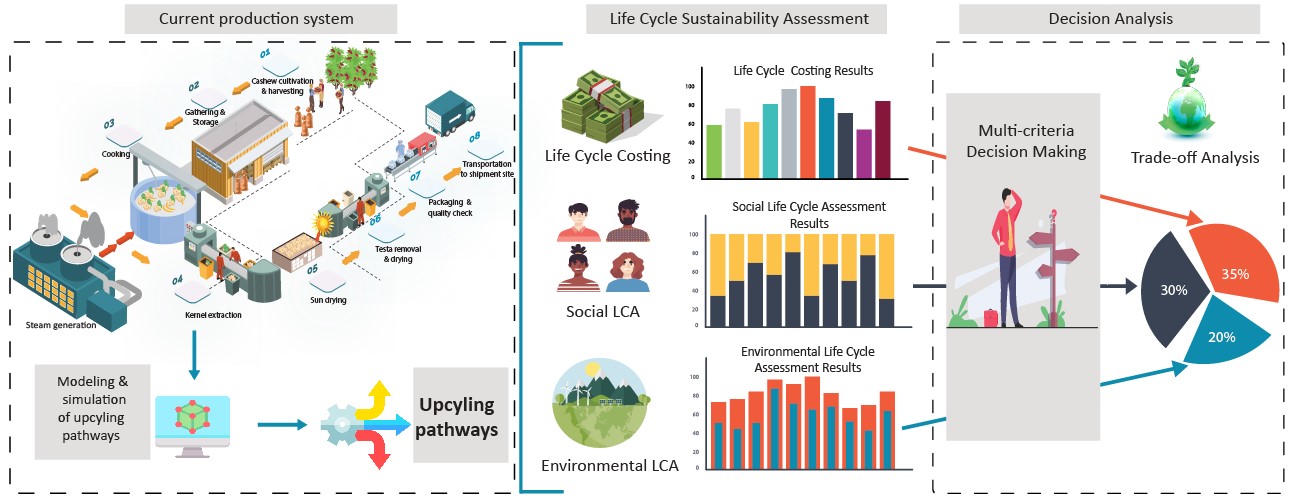 Current production system
Life Cycle Sustainability Assessment
Decision Analysis
01
Cashew cultivation
& harvesting
02
Gathering &
Storage
03
Cooking
04
Kernel extraction
05
Sun drying
06
Testa removal
& drying
07
Packaging &
quality check
08
Transportation
to shipment site
Steam generation
Modeling &
simulation
of upcyling
pathways
Upcyling
pathways
Life Cycle Costing
Life Cycle Costing Results
100
80
60
40
20
0
Social LCA
Social Life Cycle Assessment
Results
100
80
60
40
20
0
Environmental LCA
Environmental Life Cycle
Assessment Results
100
80
60
40
20
0
Multi-criteria
Decision Making
Trade-off Analysis
35%
30%
20%